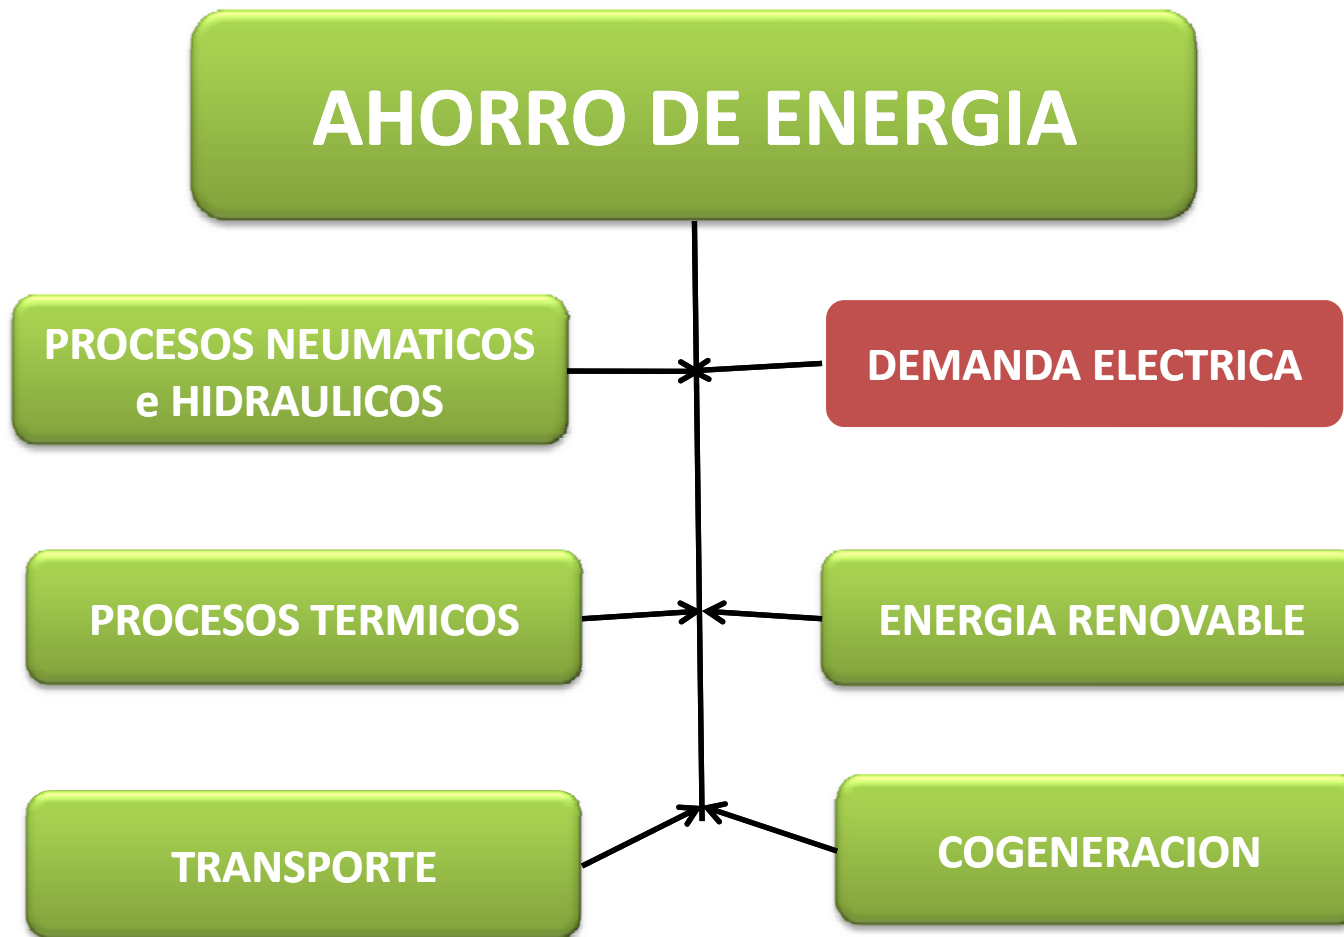 AHORRO DE ENERGIA
PROCESOS NEUMATICOS
e HIDRAULICOS
DEMANDA ELECTRICA
PROCESOS TERMICOS
ENERGIA RENOVABLE
TRANSPORTE
COGENERACION